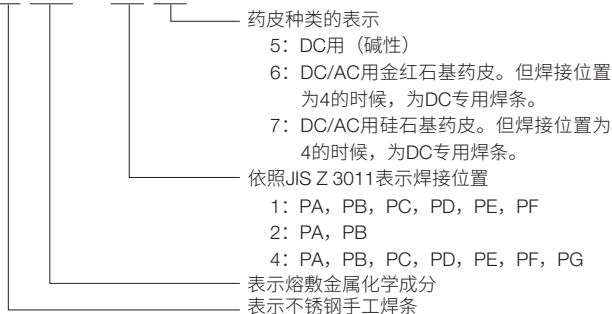 药皮种类的表示
5：DC用（碱性）
6：DC/AC用金红石基药皮。但焊接位置
为4的时候，为DC专用焊条。
7：DC/AC用硅石基药皮。但焊接位置为
4的时候，为DC专用焊条。
依照JIS Z 3011表示焊接位置
1：PA，PB，PC，PD，PE，PF
2：PA，PB
4：PA，PB，PC，PD，PE，PF，PG
表示熔敷金属化学成分
表示不锈钢手工焊条